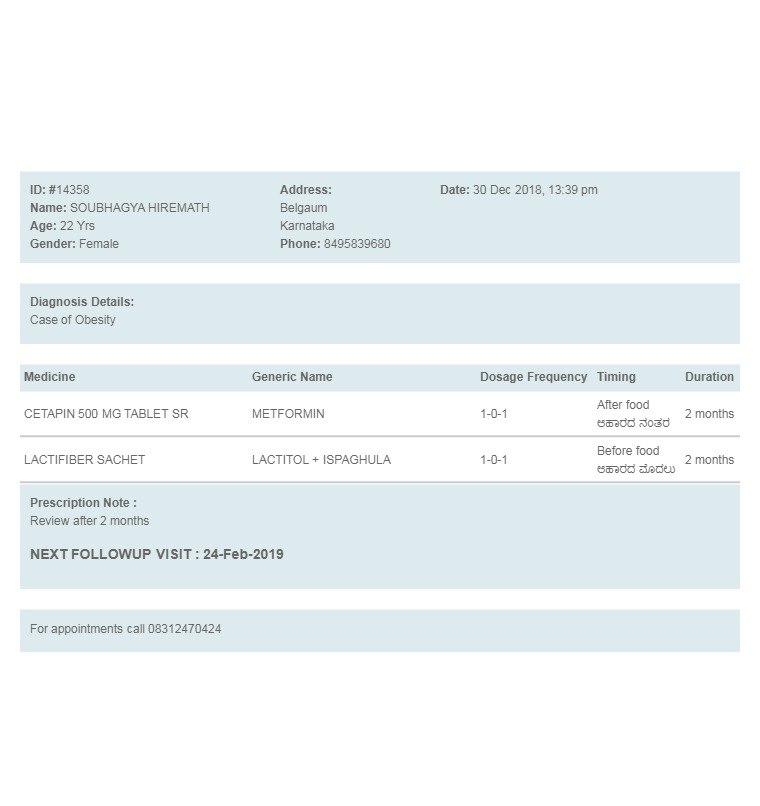 ID: #14358
Name: SOUBHAGYA HIREMATH
Age: 22 Yrs
Gender: Female
Address:
Belgaum
Karnataka
Phone: 8495839680
Date: 30 Dec 2018, 13:39 pm
Diagnosis Details:
Case of Obesity
Medicine Generic Name Dosage Frequency Timing Duration
CETAPIN 500 MG TABLET SR METFORMIN 1-0-1 After food 2 months
ಆಹಾರದ ನಂತರ
LACTIFIBER SACHET LACTITOL + ISPAGHULA 1-0-1 Before food 2 months
ಆಹಾರದ ಮೊದಲು
Prescription Note :
Review after 2 months
NEXT FOLLOWUP VISIT : 24-Feb-2019
For appointments call 08312470424